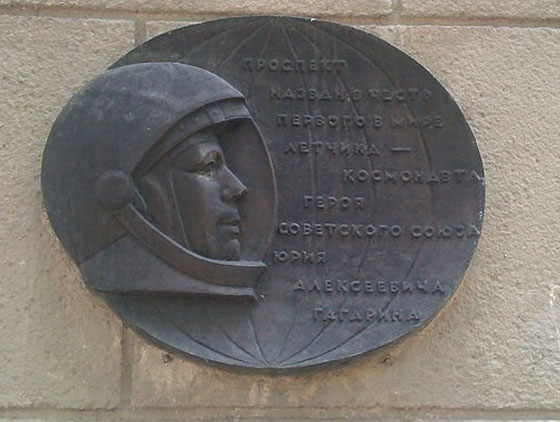 ПРОСПЕКТ
НАЗВАН В ЧЕСТЬ
ПЕРВОГО В МИРЕ
ЛЕТЧИКА —
КОСМОНАВТА
ГЕРОЯ
СОВЕТСКОГО СОЮЗА
ЮРИЯ
АЛЕКСЕЕВИЧА
ГАГАРИНА